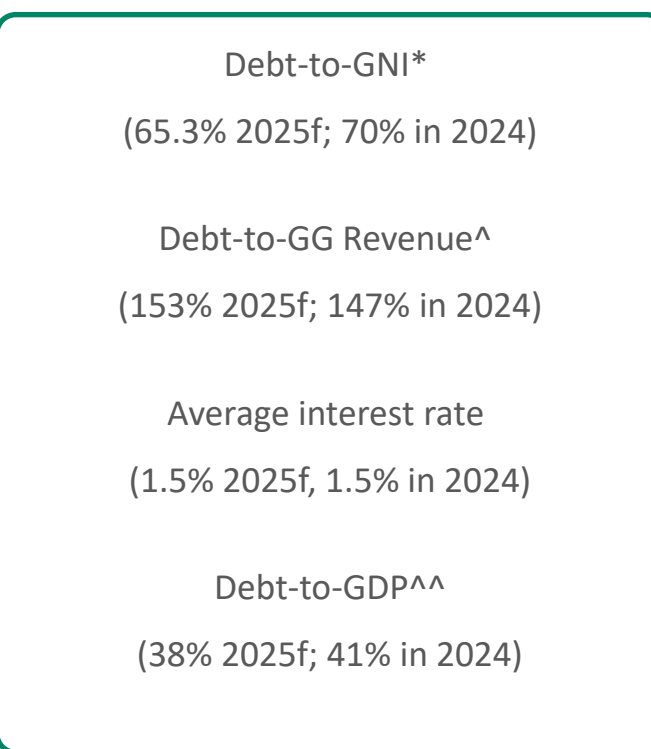 Debt-to-GNI*
(65.3% 2025f; 70% in 2024)
Debt-to-GG Revenue^
(153% 2025f; 147% in 2024)
Average interest rate
(1.5% 2025f, 1.5% in 2024)
Debt-to-GDP^^
(38% 2025f; 41% in 2024)